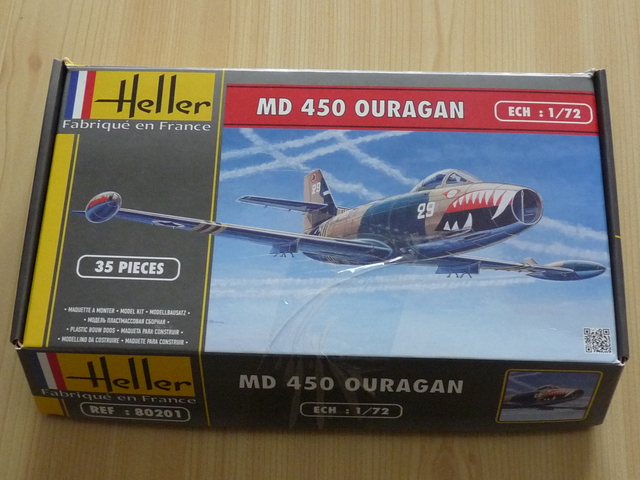 Heller
Fabriqué en France
MD 450 OURAGAN
ECH : 1/72
29
29
35 PIECES
• MAQUETTE A MONTER • MODEL KIT • MODELLBAUSATZ •
• МОДЕЛЬ ПЛАСТМАССОВАЯ СБОРНАЯ •
• PLASTIC BOUW DOOS • MAQUETA PARA CONSTRUIR •
• MODELLINO DA COSTRUIRE • MAQUETE PARA CONSTRUIR •
Heller
Fabriqué en France
REF : 80201
MD 450 OURAGAN
ECH : 1/72